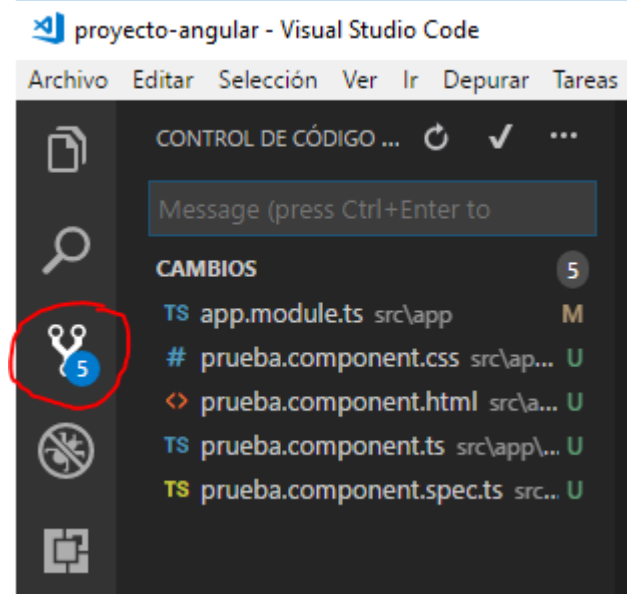 proyecto-angular - Visual Studio Code
Archivo Editar Selección Ver Ir Depurar Tareas
CONTROL DE CÓDIGO ...
Message (press Ctrl+Enter to
CAMBIOS 5
TS app.module.ts src\app M
5
# prueba.component.css src\ap... U
<> prueba.component.html src\a... U
TS prueba.component.ts src\app\... U
TS prueba.component.spec.ts src... U